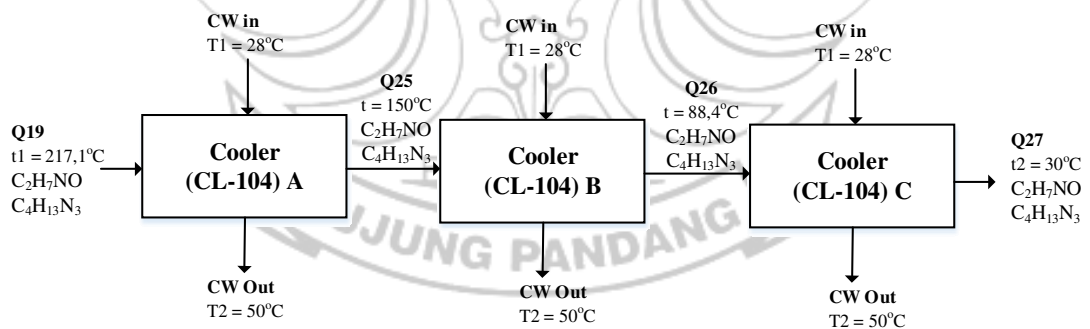 CW in
T1 = 28°C
CW in
T1 = 28°C
CW in
T1 = 28°C
Q19
t1 = 217,1°C
C₂H₇NO
C₄H₁₃N₃
Cooler
(CL-104) A
Q25
t = 150°C
C₂H₇NO
C₄H₁₃N₃
Cooler
(CL-104) B
Q26
t = 88,4°C
C₂H₇NO
C₄H₁₃N₃
Cooler
(CL-104) C
Q27
t2 = 30°C
C₂H₇NO
C₄H₁₃N₃
UJUNG PANDANG
CW Out
T2 = 50°C
CW Out
T2 = 50°C
CW Out
T2 = 50°C